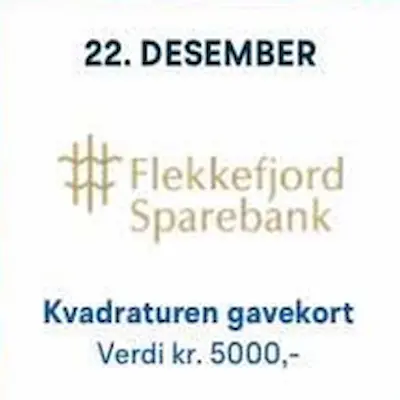 22. DESEMBER
Flekkefjord
Sparebank
Kvadraturen gavekort
Verdi kr. 5000,-